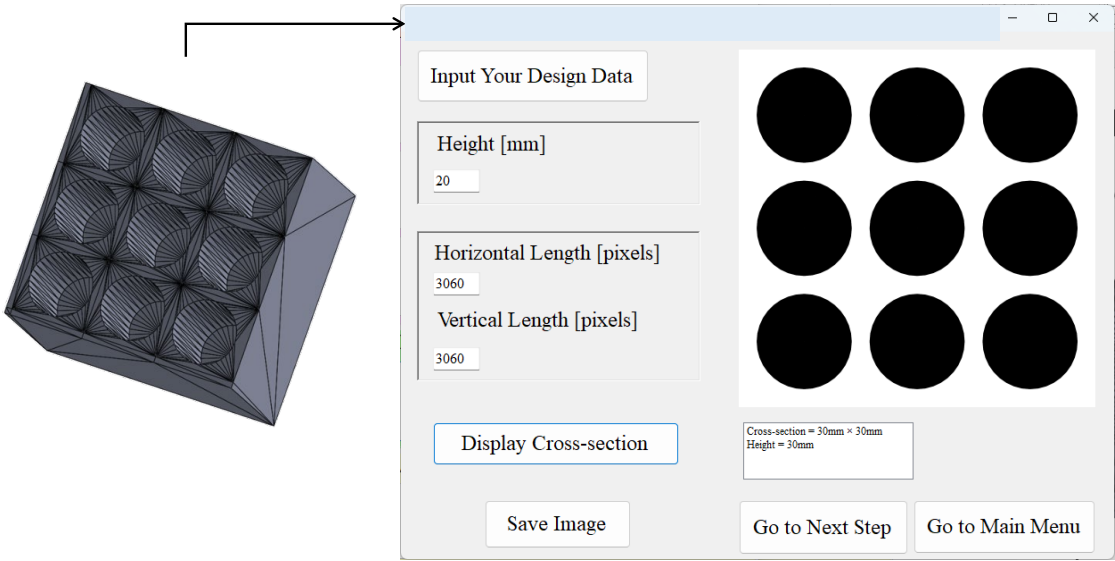 Input Your Design Data
Height [mm]
20
Horizontal Length [pixels]
3060
Vertical Length [pixels]
3060
Display Cross-section
Save Image
Cross-section = 30mm × 30mm
Height = 30mm
Go to Next Step
Go to Main Menu